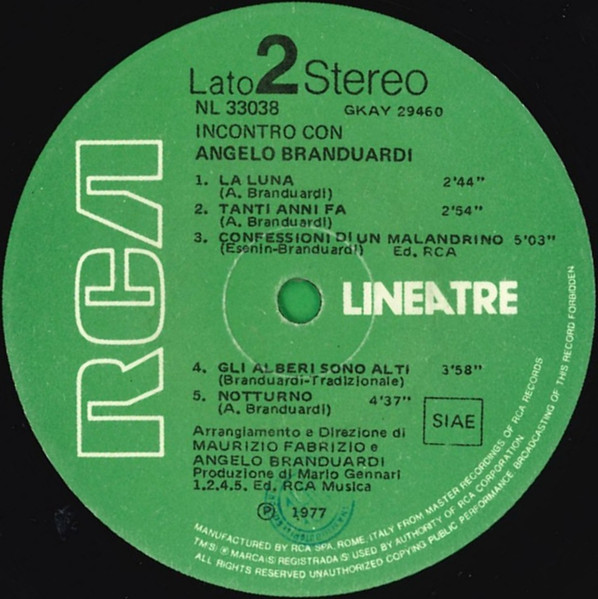 Lato 2 Stereo
NL 33038 GKAY 29460
INCONTRO CON
ANGELO BRANDUARDI
1. LA LUNA 2'44"
(A. Branduardi)
2. TANTI ANNI FA 2'54"
(A. Branduardi)
3. CONFESSIONI DI UN MALANDRINO 5'03"
(Esenin-Branduardi) Ed. RCA
RCA
LINEATRE
4. GLI ALBERI SONO ALTI 3'58"
(Branduardi-Tradizionale)
5. NOTTURNO 4'37"
(A. Branduardi)
SIAE
Arrangiamento e Direzione di
MAURIZIO FABRIZIO e
ANGELO BRANDUARDI
Produzione di Mario Gennari
1.2.4.5. Ed. RCA Musica
℗ 1977
MANUFACTURED BY RCA SPA, ROME, ITALY FROM MASTER RECORDINGS OF RCA RECORDS
TM(S) ® MARCA(S) REGISTRADA(S) USED BY AUTHORITY OF RCA CORPORATION
ALL RIGHTS RESERVED UNAUTHORIZED COPYING PUBLIC PERFORMANCE BROADCASTING OF THIS RECORD FORBIDDEN